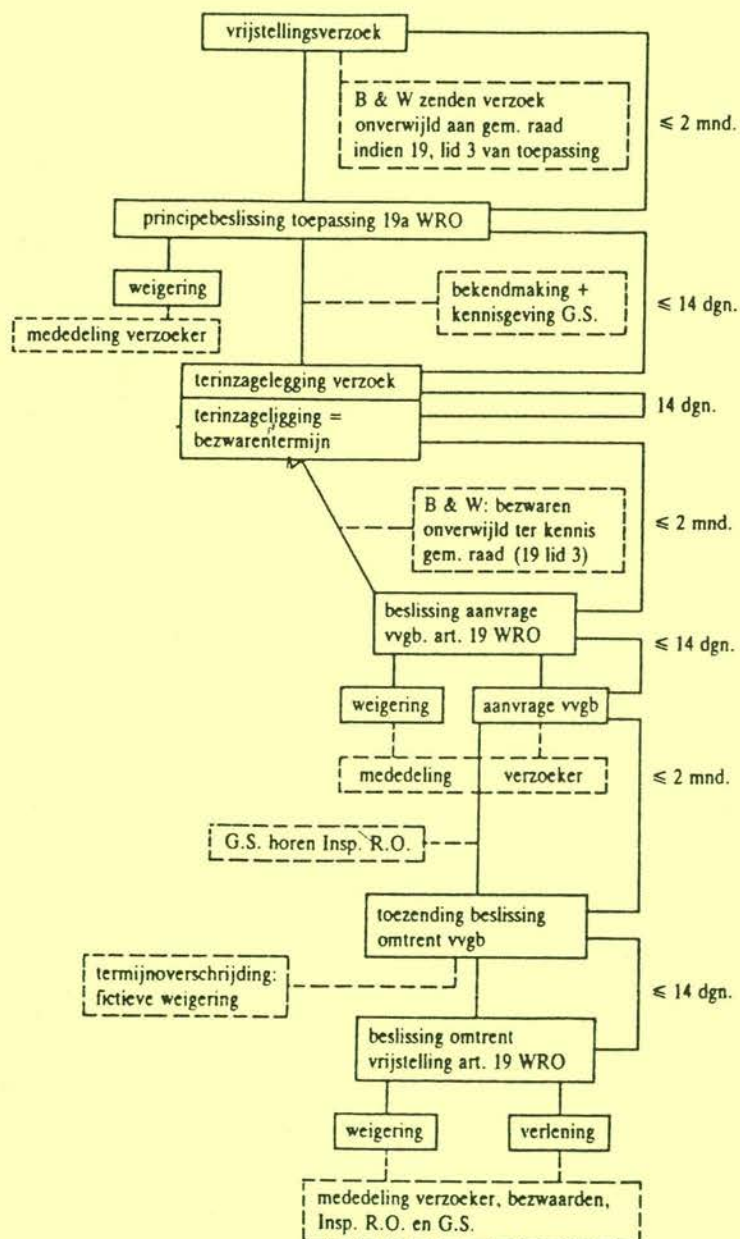 vrijstellingsverzoek
B & W zenden verzoek
onverwijld aan gem. raad
indien 19, lid 3 van toepassing
≤ 2 mnd.
principebeslissing toepassing 19a WRO
weigering
mededeling verzoeker
bekendmaking +
kennisgeving G.S.
≤ 14 dgn.
terinzagelegging verzoek
terinzageligging =
bezwarentermijn
14 dgn.
B & W: bezwaren
onverwijld ter kennis
gem. raad (19 lid 3)
≤ 2 mnd.
beslissing aanvrage
vvgb. art. 19 WRO
≤ 14 dgn.
weigering
aanvrage vvgb
mededeling verzoeker
≤ 2 mnd.
G.S. horen Insp. R.O.
toezending beslissing
omtrent vvgb
termijnoverschrijding:
fictieve weigering
≤ 14 dgn.
beslissing omtrent
vrijstelling art. 19 WRO
weigering
verlening
mededeling verzoeker, bezwaarden,
Insp. R.O. en G.S.